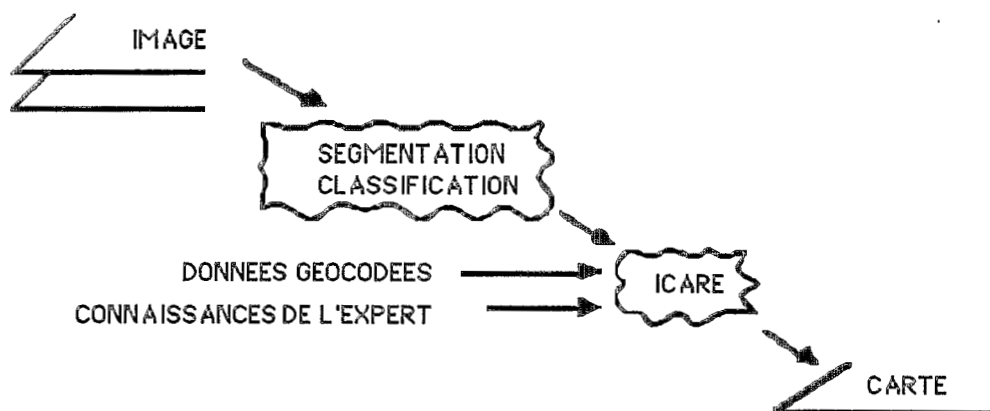 IMAGE
SEGMENTATION
CLASSIFICATION
DONNEES GEOCODEES
ICARE
CONNAISSANCES DE L'EXPERT
CARTE